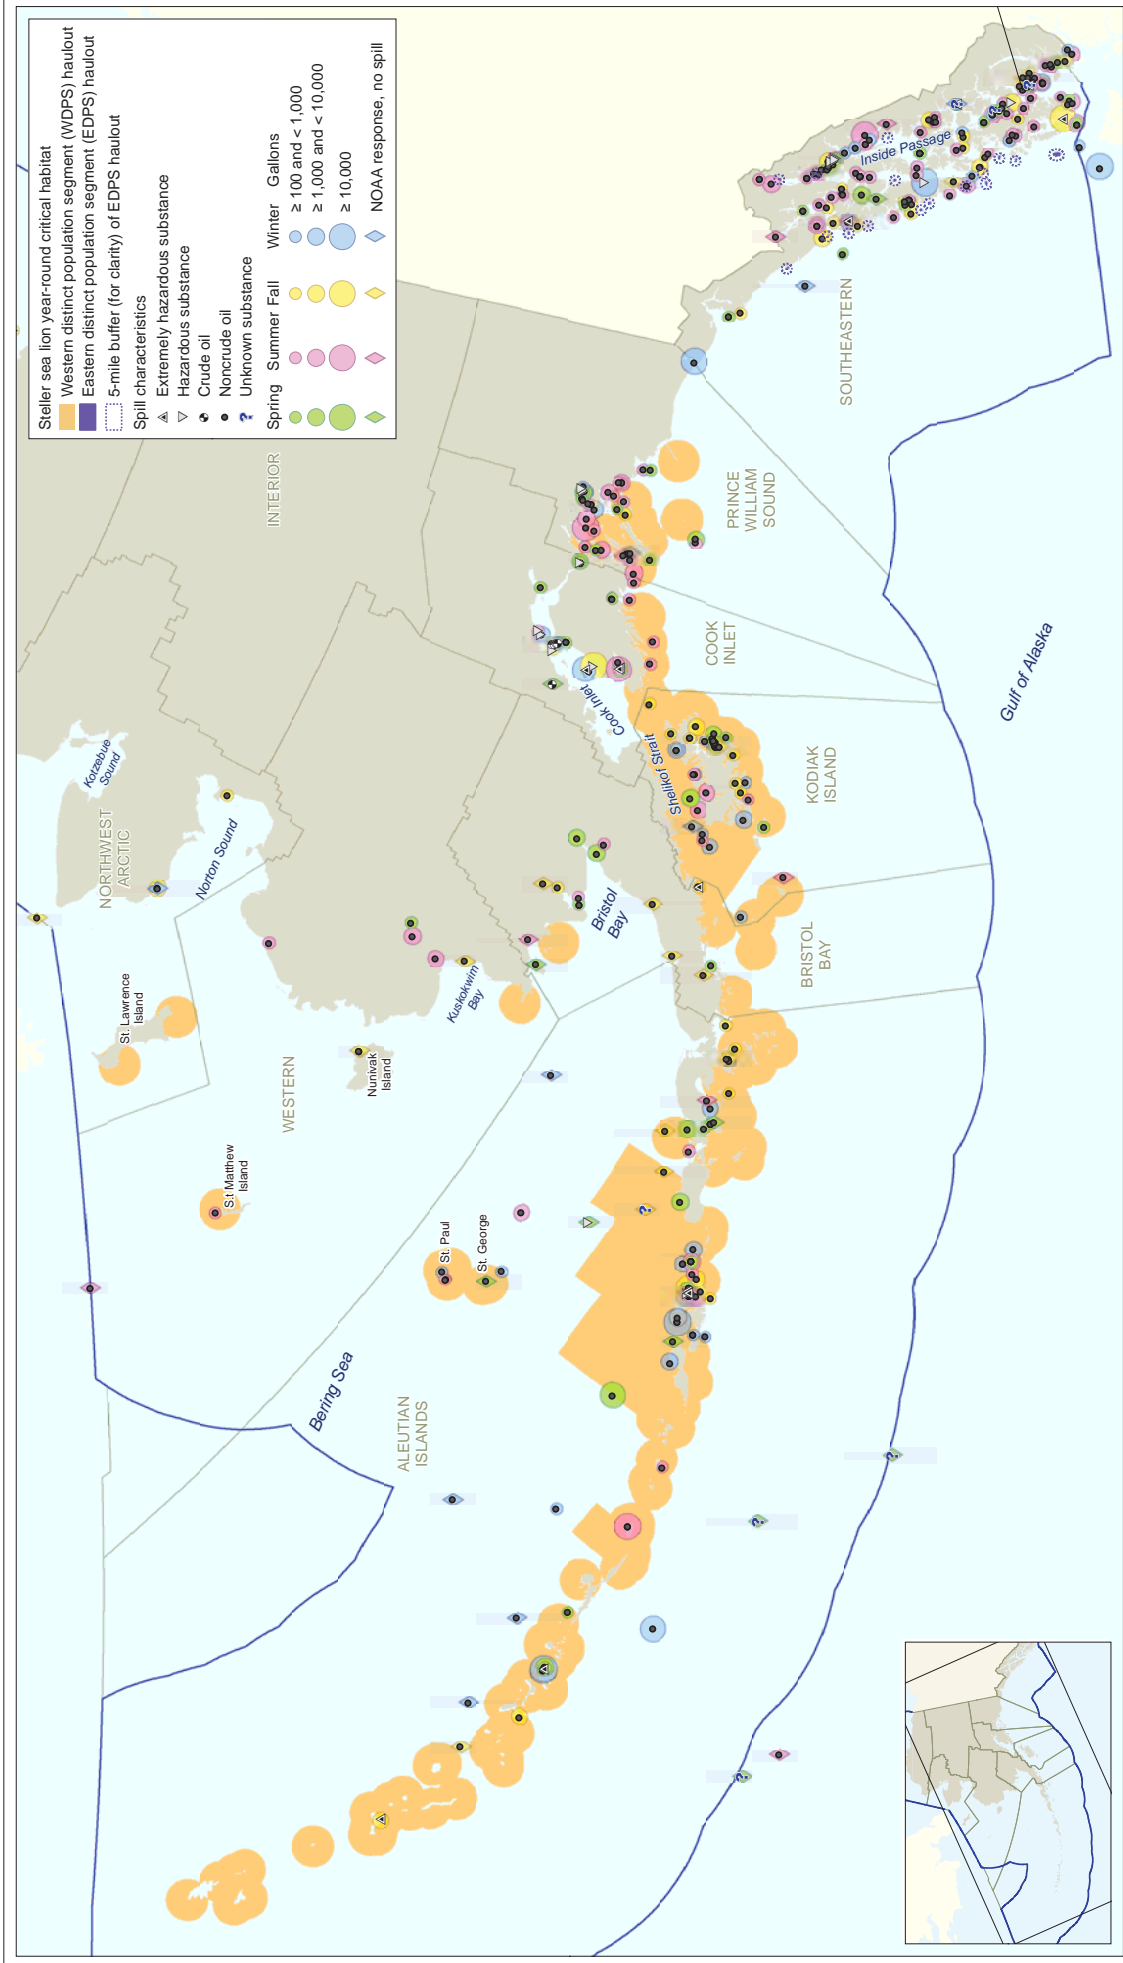 Steller sea lion year-round critical habitat
Western distinct population segment (WDPS) haulout
Eastern distinct population segment (EDPS) haulout
5-mile buffer (for clarity) of EDPS haulout
Spill characteristics
Extremely hazardous substance
Hazardous substance
Crude oil
Noncrude oil
Unknown substance
Spring Summer Fall Winter Gallons
≥ 100 and < 1,000
≥ 1,000 and < 10,000
≥ 10,000
NOAA response, no spill
Kotzebue
Sound
NORTHWEST
ARCTIC
Norton Sound
St. Lawrence
Island
WESTERN
Nunivak
Island
S.t Matthew
Island
Kuskokwim
Bay
St. Paul
St. George
Bering Sea
ALEUTIAN
ISLANDS
INTERIOR
Bristol
Bay
BRISTOL
BAY
Cook Inlet
Shelikof Strait
KODIAK
ISLAND
COOK
INLET
PRINCE
WILLIAM
SOUND
Gulf of Alaska
SOUTHEASTERN
Inside Passage